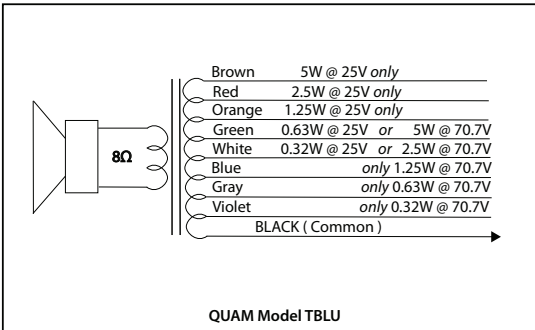 Brown 5W @ 25V only
Red 2.5W @ 25V only
Orange 1.25W @ 25V only
Green 0.63W @ 25V or 5W @ 70.7V
White 0.32W @ 25V or 2.5W @ 70.7V
Blue only 1.25W @ 70.7V
Gray only 0.63W @ 70.7V
Violet only 0.32W @ 70.7V
BLACK ( Common )
8Ω
QUAM Model TBLU